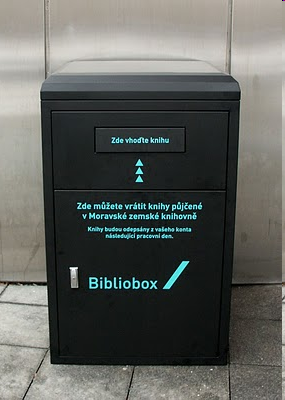 Zde vhoďte knihu
Zde můžete vrátit knihy půjčené
v Moravské zemské knihovně
Knihy budou odepsány z vašeho konta
následující pracovní den.
Bibliobox